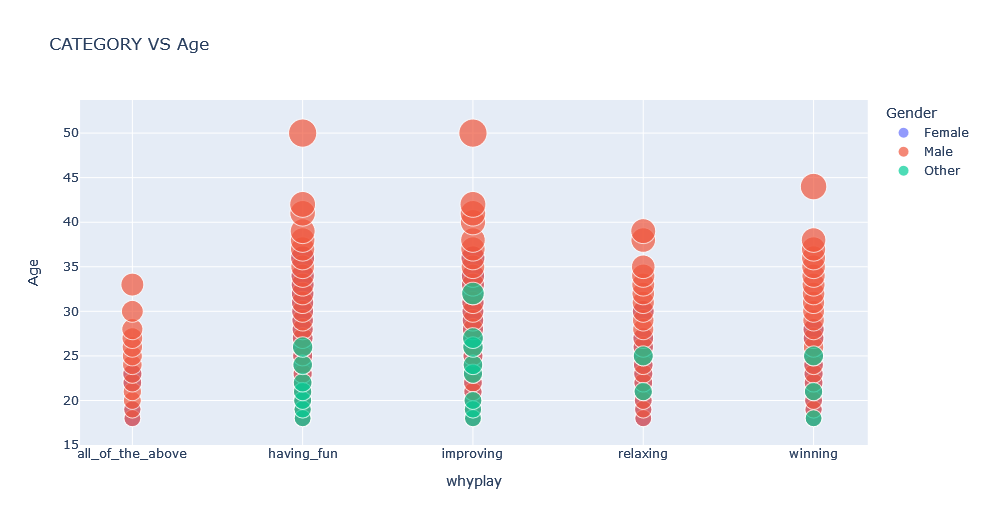 CATEGORY VS Age
Gender
Female
Male
Other
Age
50
45
40
35
30
25
20
15
all_of_the_above
having_fun
improving
relaxing
winning
whyplay